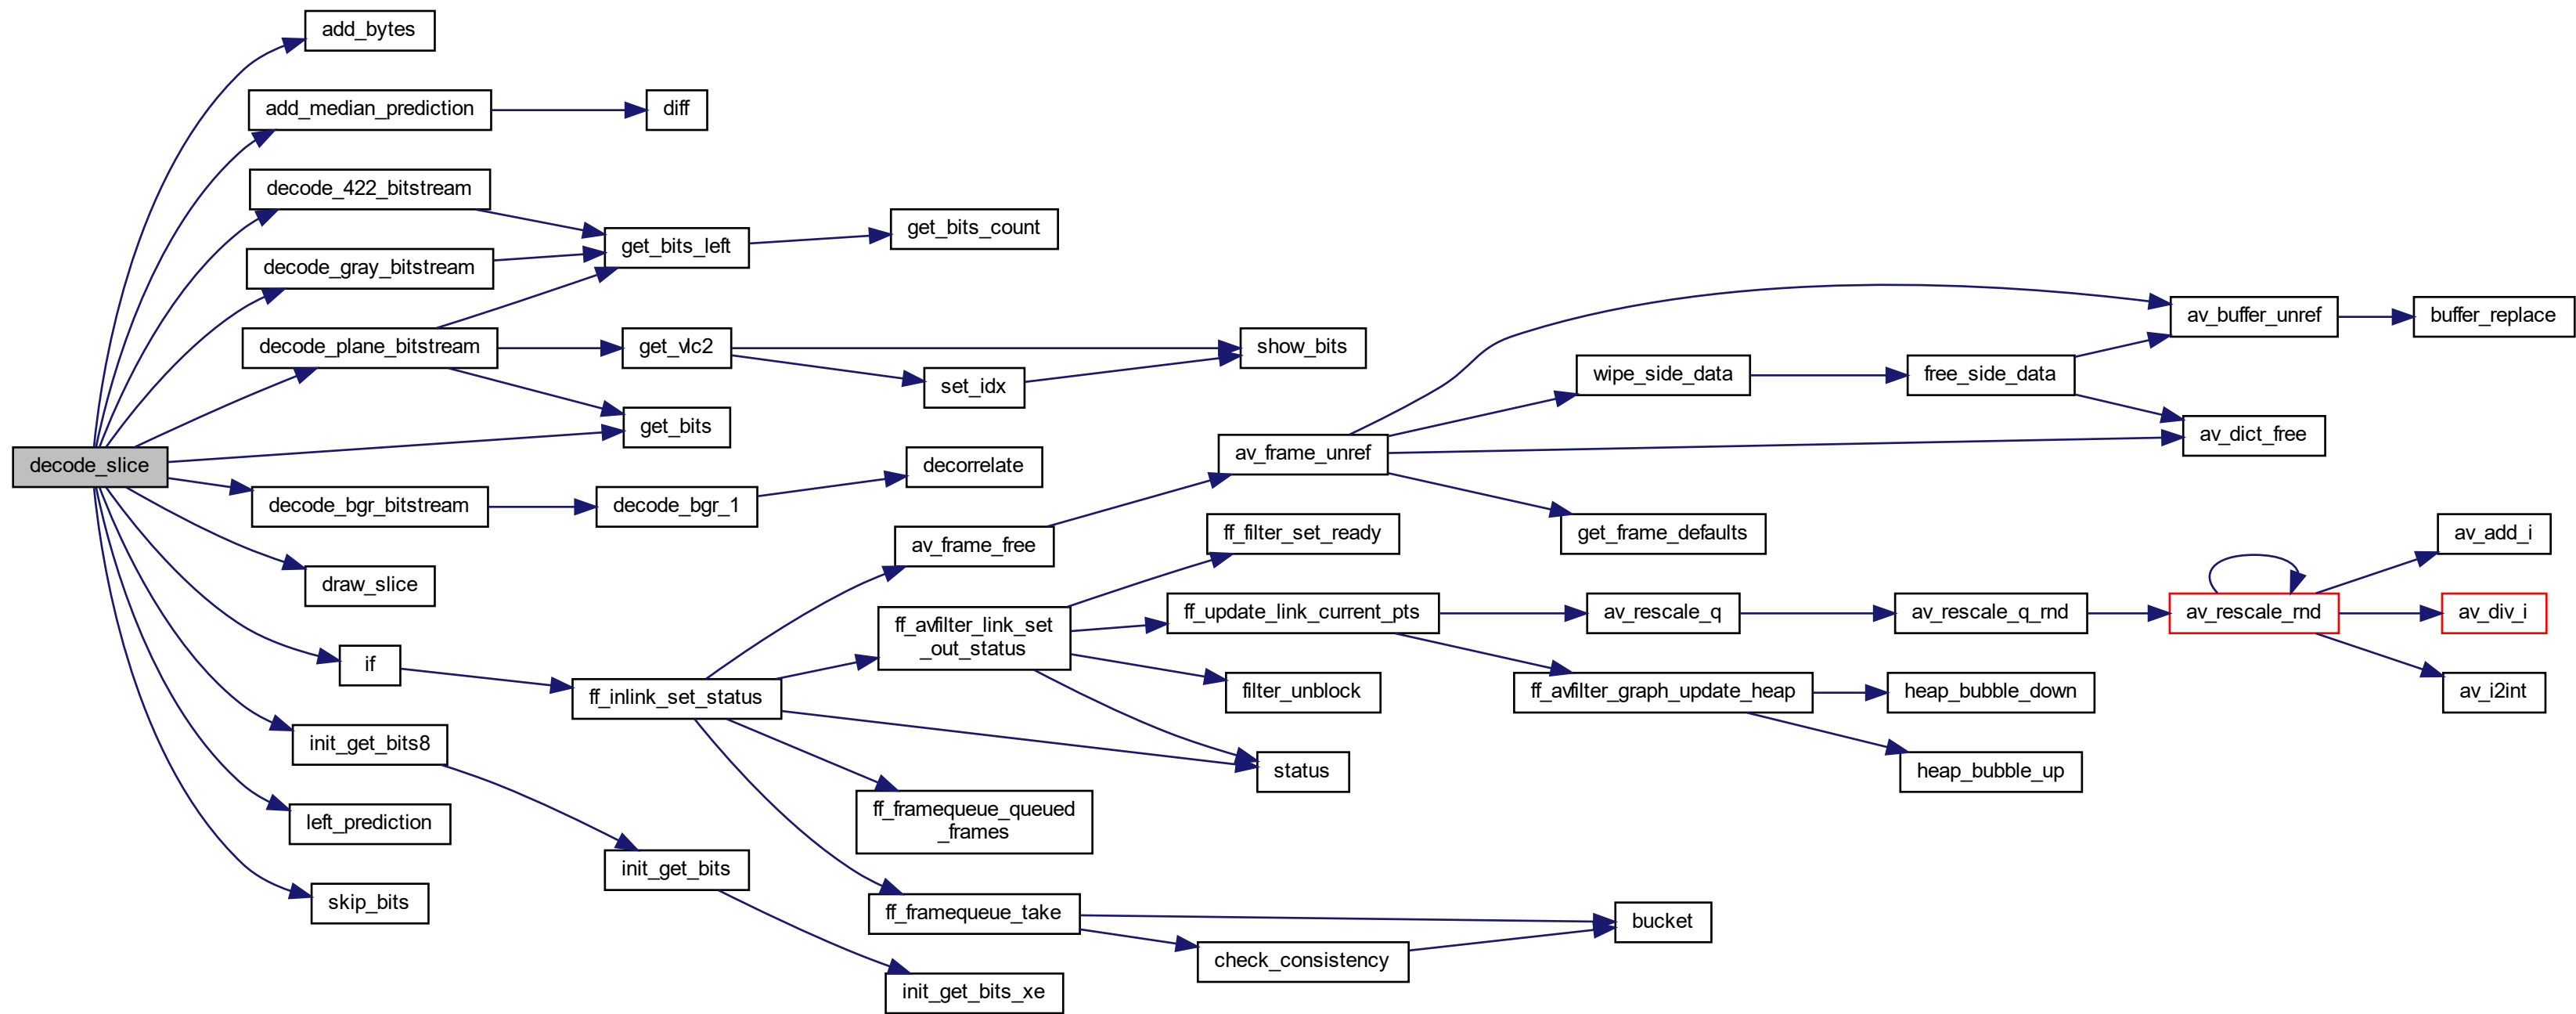 add_bytes
add_median_prediction
diff
decode_422_bitstream
get_bits_left
get_bits_count
decode_gray_bitstream
decode_plane_bitstream
get_vlc2
show_bits
set_idx
get_bits
decode_slice
decode_bgr_bitstream
decode_bgr_1
decorrelate
draw_slice
if
ff_inlink_set_status
av_frame_free
av_frame_unref
wipe_side_data
free_side_data
av_buffer_unref
buffer_replace
av_dict_free
get_frame_defaults
ff_filter_set_ready
ff_avfilter_link_set
_out_status
ff_update_link_current_pts
av_rescale_q
av_rescale_q_rnd
av_rescale_rnd
av_add_i
av_div_i
av_i2int
filter_unblock
ff_avfilter_graph_update_heap
heap_bubble_down
heap_bubble_up
status
init_get_bits8
ff_framequeue_queued
_frames
left_prediction
init_get_bits
skip_bits
ff_framequeue_take
bucket
check_consistency
init_get_bits_xe